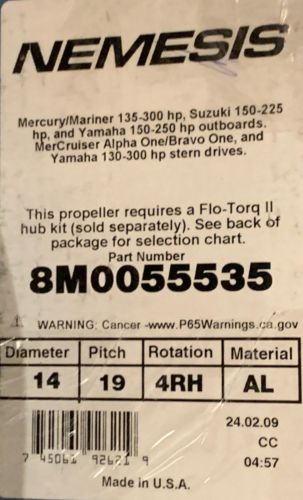 NEMESIS
Mercury/Mariner 135-300 hp, Suzuki 150-225
hp, and Yamaha 150-250 hp outboards.
MerCruiser Alpha One/Bravo One, and
Yamaha 130-300 hp stern drives.
This propeller requires a Flo-Torq II
hub kit (sold separately). See back of
package for selection chart.
Part Number
8M0055535
WARNING: Cancer -www.P65Warnings.ca.gov
Diameter Pitch Rotation Material
14 19 4RH AL
24.02.09
CC
7 45061 92621 9 04:57
Made in U.S.A.